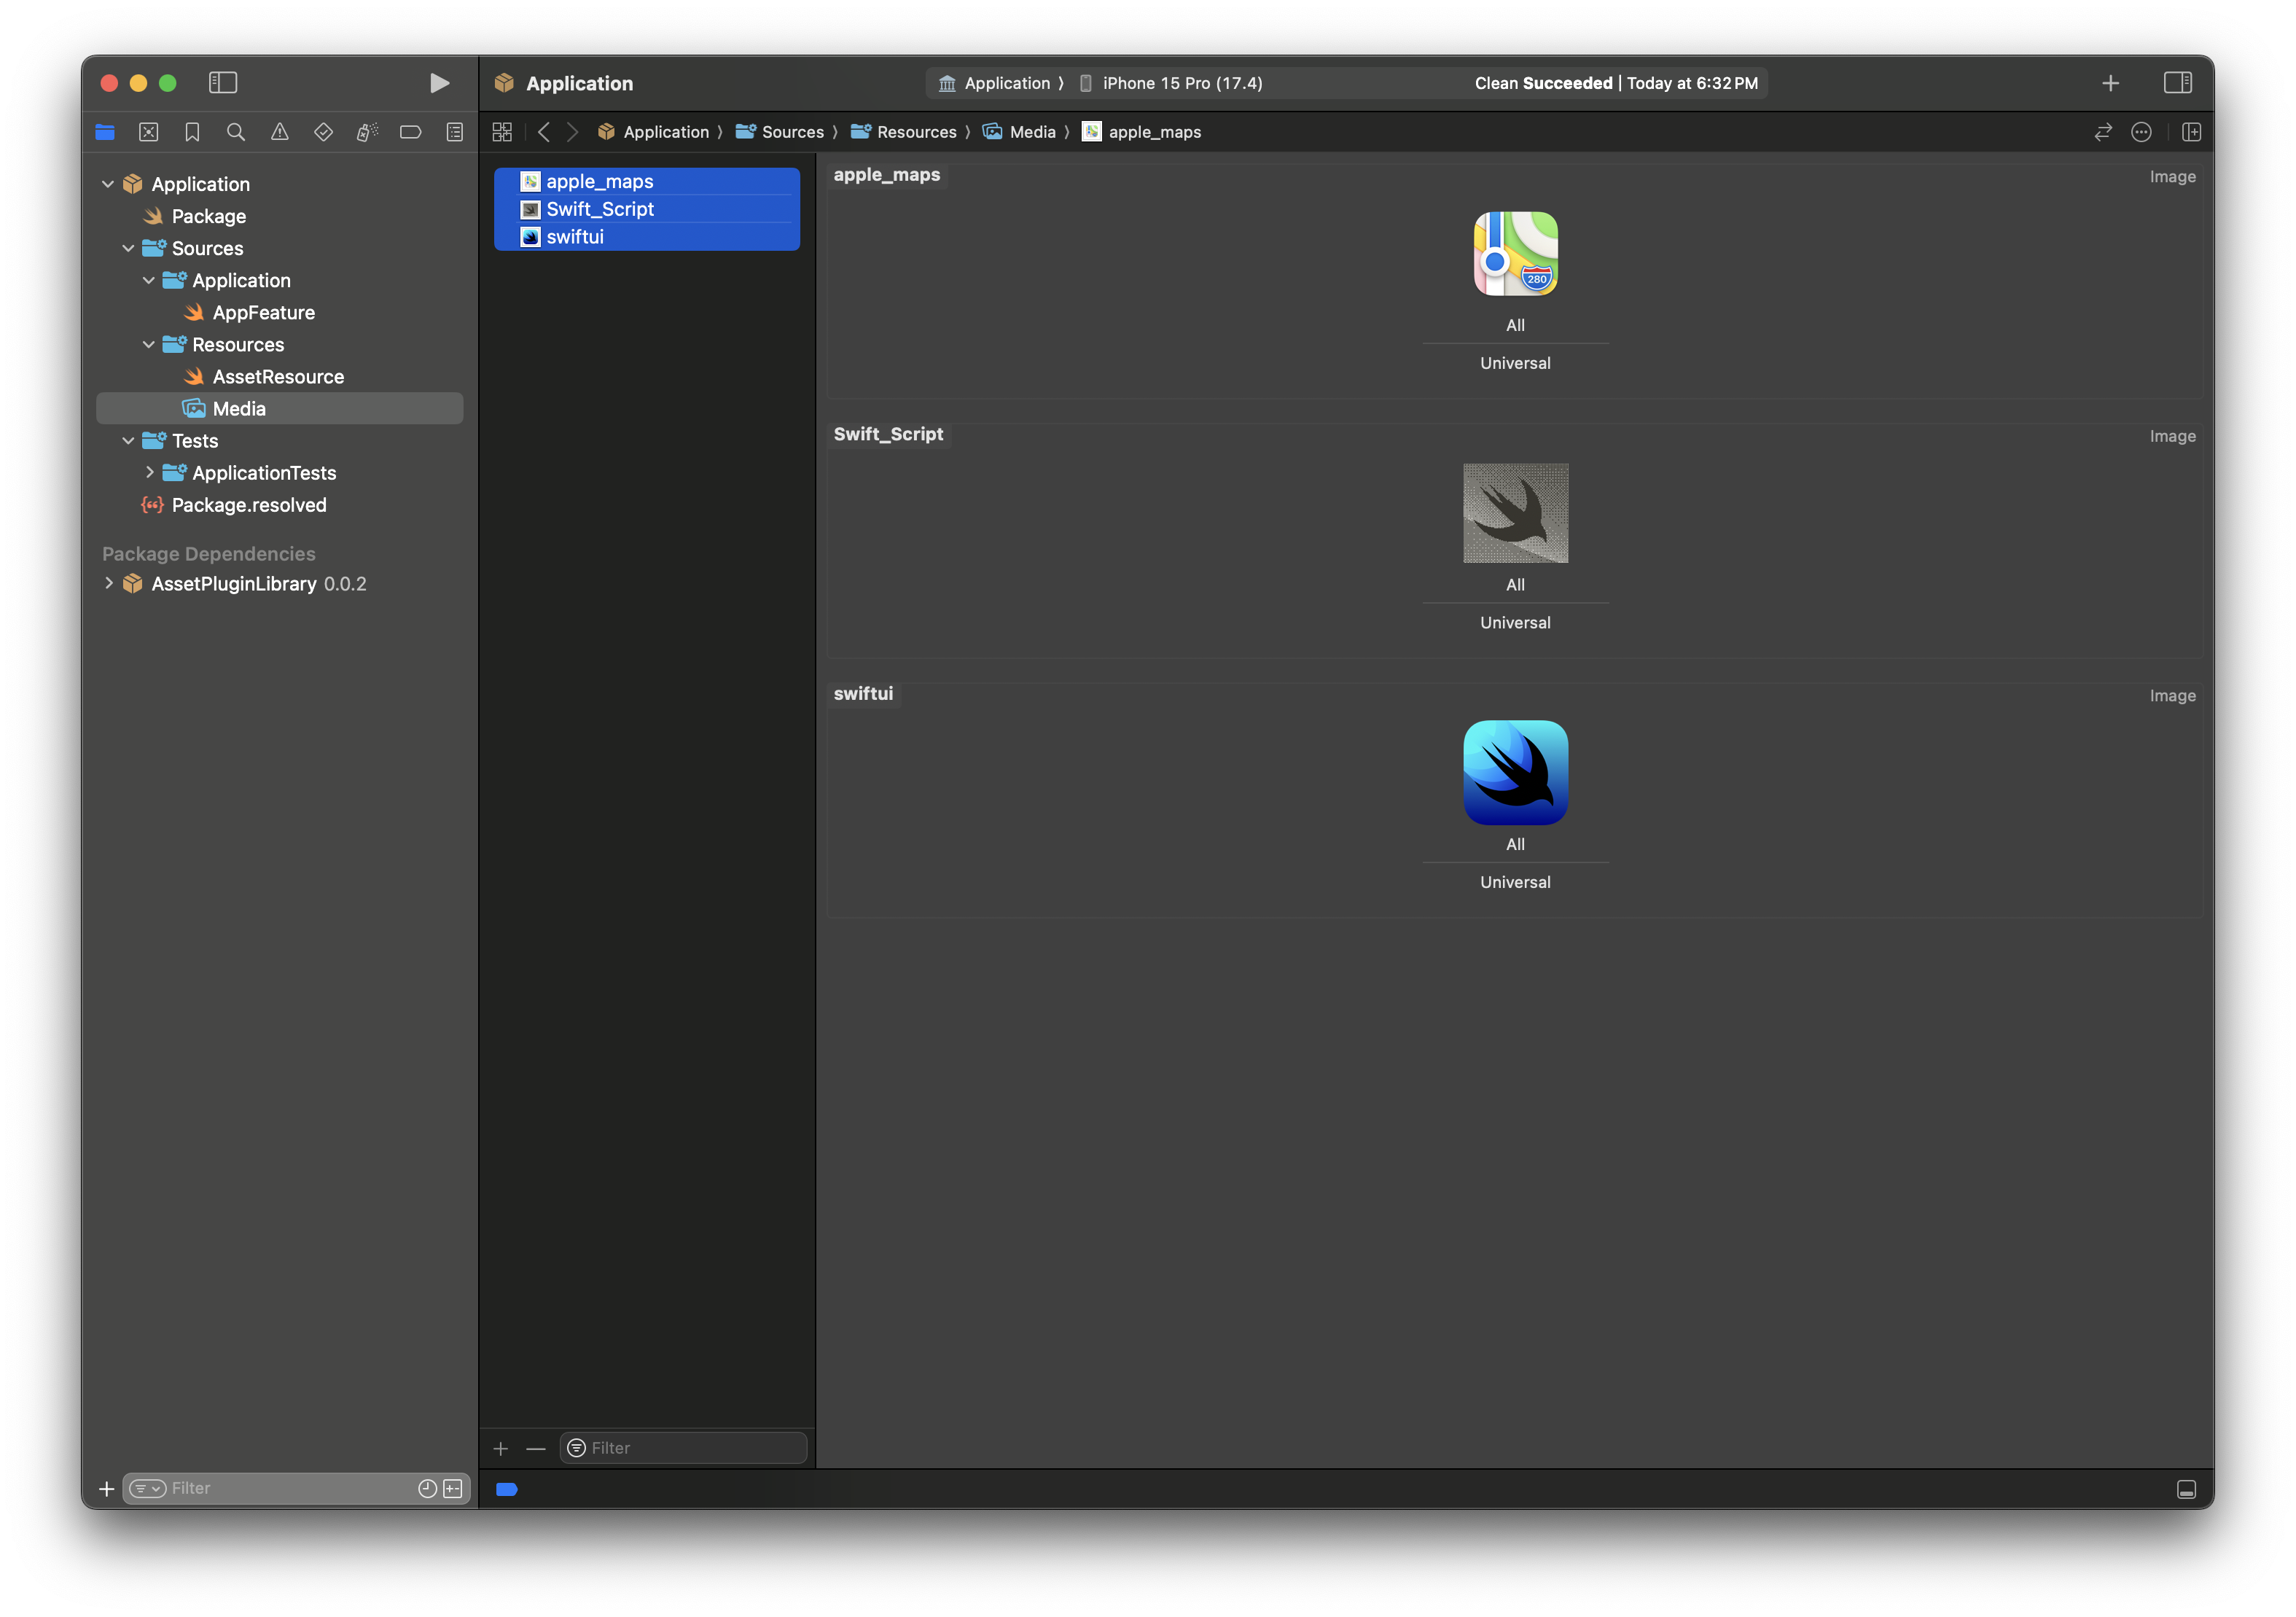 Application
Application ⟩ iPhone 15 Pro (17.4)
Clean Succeeded | Today at 6:32 PM
Application ⟩ Sources ⟩ Resources ⟩ Media ⟩ apple_maps
Application
Package
Sources
Application
AppFeature
Resources
AssetResource
Media
Tests
ApplicationTests
Package.resolved
Package Dependencies
AssetPluginLibrary 0.0.2
Filter
apple_maps
Swift_Script
swiftui
Filter
apple_maps
Image
280
All
Universal
Swift_Script
Image
All
Universal
swiftui
Image
All
Universal